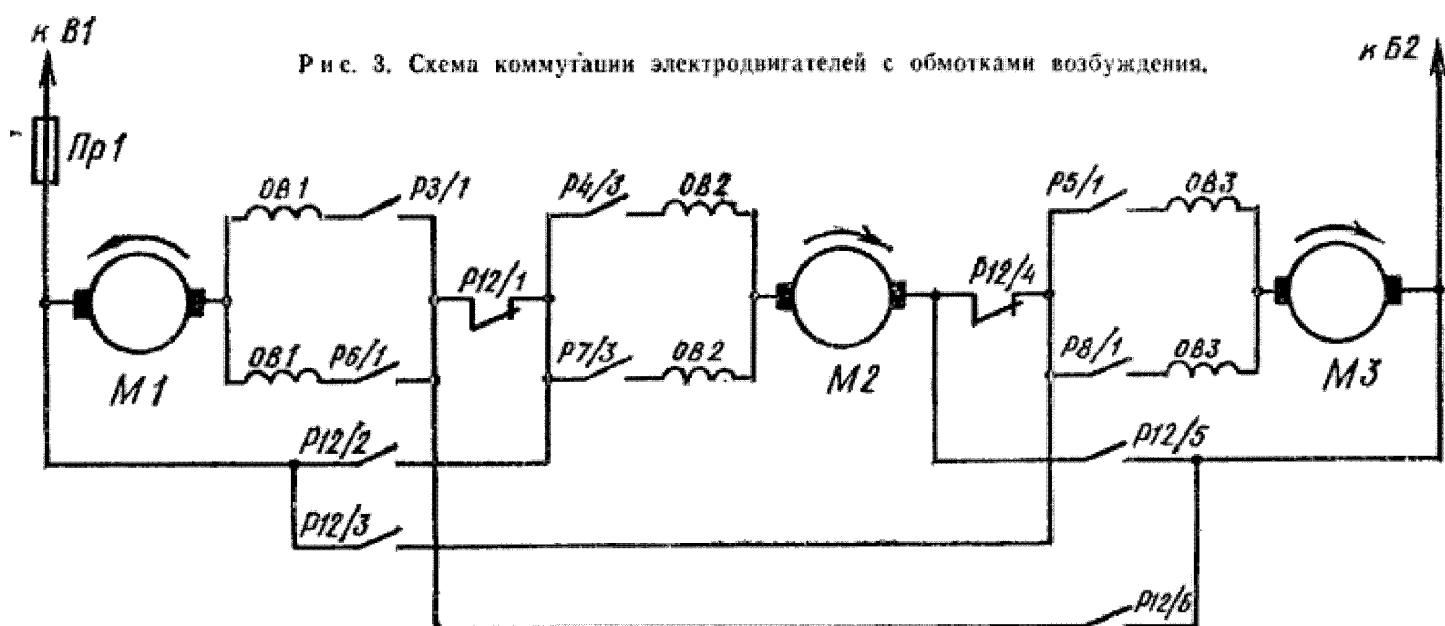 к В1
к Б2
Рис. 3. Схема коммутации электродвигателей с обмотками возбуждения.
Пр1
ОВ1
Р3/1
Р4/3
ОВ2
Р5/1
ОВ3
Р12/1
Р12/4
ОВ1
Р6/1
Р7/3
ОВ2
Р8/1
ОВ3
М1
М2
М3
Р12/2
Р12/5
Р12/3
Р12/6